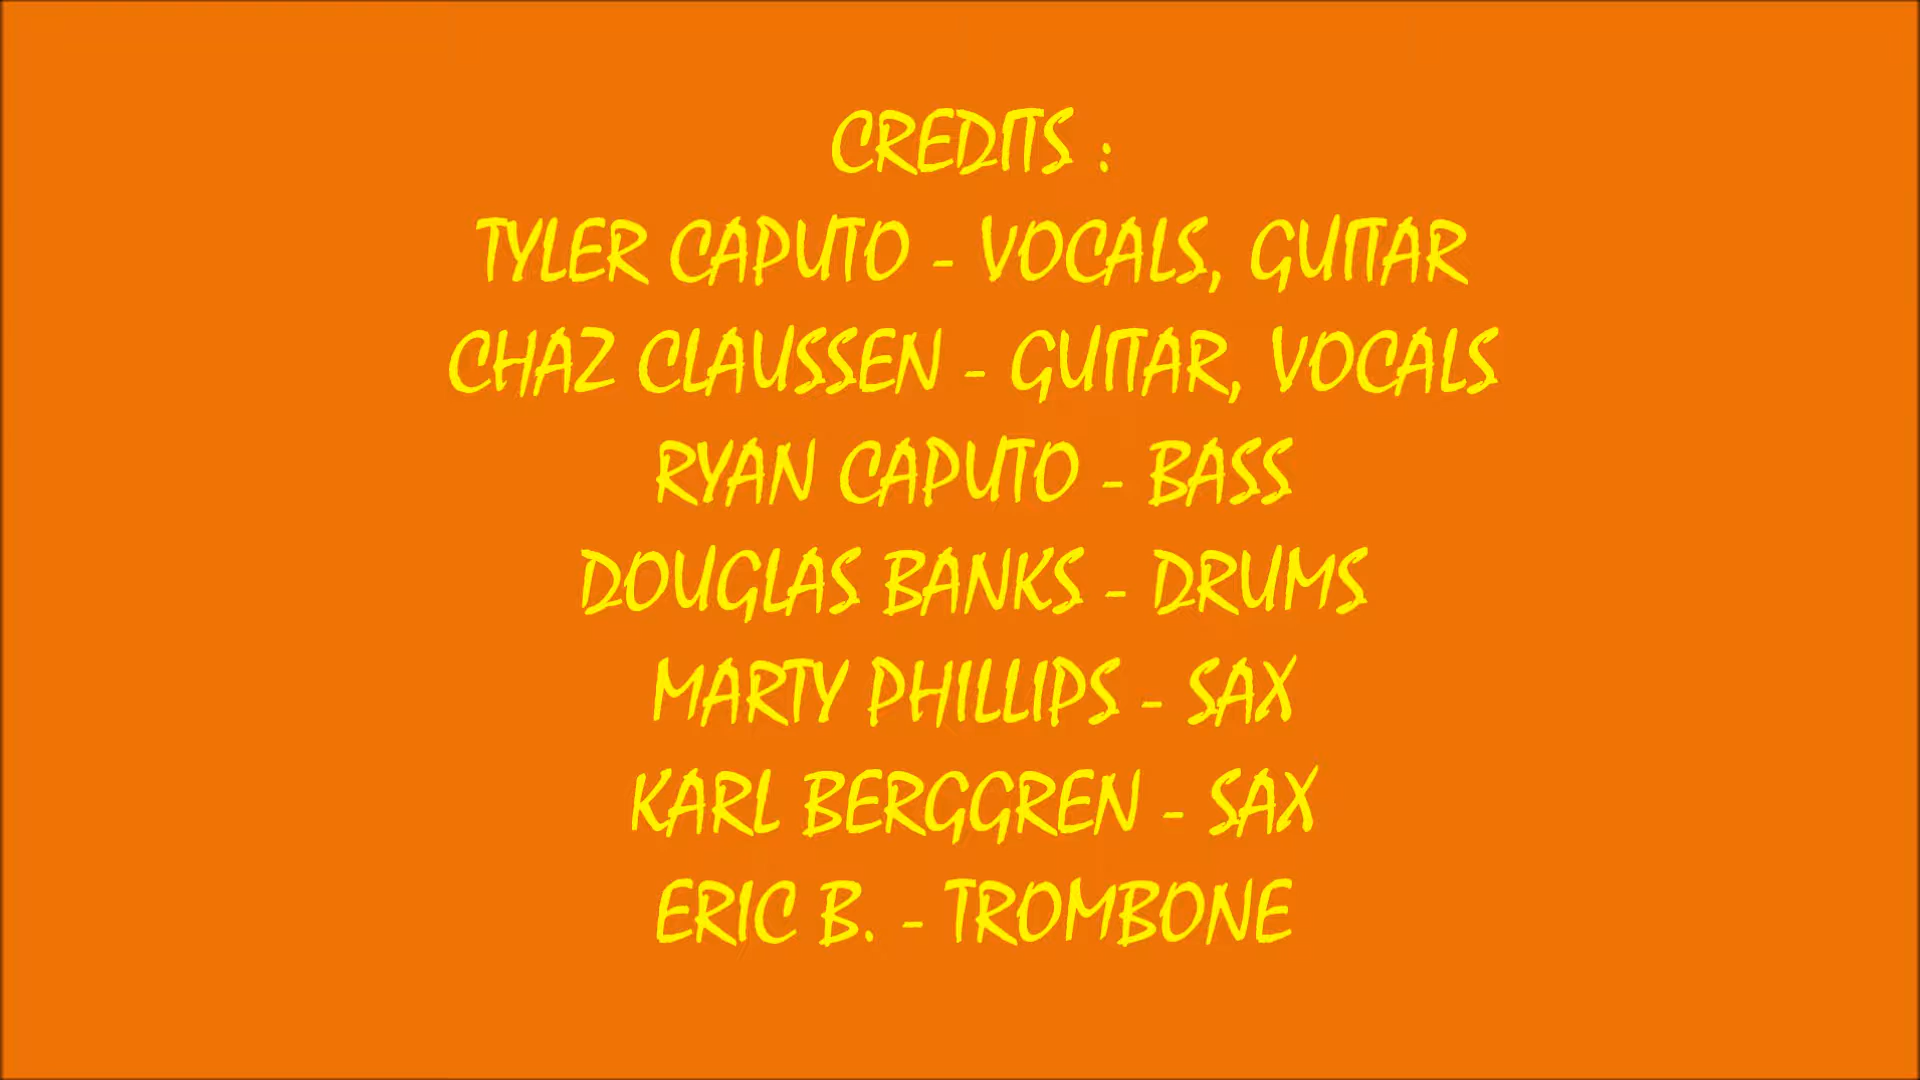 CREDITS :
TYLER CAPUTO - VOCALS, GUITAR
CHAZ CLAUSSEN - GUITAR, VOCALS
RYAN CAPUTO - BASS
DOUGLAS BANKS - DRUMS
MARTY PHILLIPS - SAX
KARL BERGGREN - SAX
ERIC B. - TROMBONE